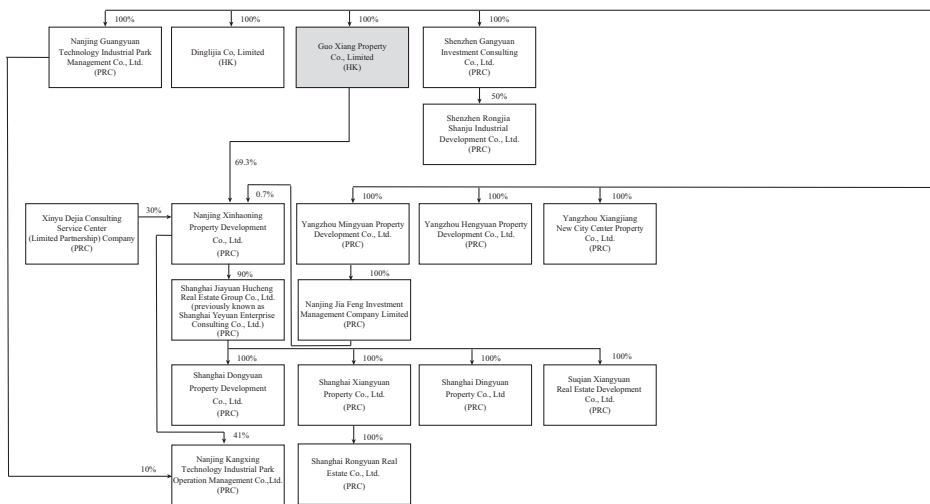 100%
100%
100%
100%
Nanjing Guangyuan
Technology Industrial Park
Management Co., Ltd.
(PRC)
Dinglijia Co, Limited
(HK)
Guo Xiang Property
Co., Limited
(HK)
Shenzhen Gangyuan
Investment Consulting
Co., Ltd.
(PRC)
50%
Shenzhen Rongjia
Shanju Industrial
Development Co., Ltd.
(PRC)
69.3%
0.7%
100%
100%
100%
Xinyu Dejia Consulting
Service Center
(Limited Partnership) Company
(PRC)
30%
Nanjing Xinhaoning
Property Development
Co., Ltd.
(PRC)
Yangzhou Mingyuan Property
Development Co., Ltd.
(PRC)
Yangzhou Hengyuan Property
Development Co., Ltd.
(PRC)
Yangzhou Xiangjiang
New City Center Property
Co., Ltd.
(PRC)
90%
100%
Shanghai Jiayuan Hucheng
Real Estate Group Co., Ltd.
(previously known as
Shanghai Yeyuan Enterprise
Consulting Co., Ltd.)
(PRC)
Nanjing Jia Feng Investment
Management Company Limited
(PRC)
100%
100%
100%
100%
Shanghai Dongyuan
Property Development
Co., Ltd.
(PRC)
Shanghai Xiangyuan
Property Co., Ltd.
(PRC)
Shanghai Dingyuan
Property Co., Ltd
(PRC)
Suqian Xiangyuan
Real Estate Development
Co., Ltd.
(PRC)
41%
100%
10%
Nanjing Kangxing
Technology Industrial Park
Operation Management Co.,Ltd.
(PRC)
Shanghai Rongyuan Real
Estate Co., Ltd.
(PRC)